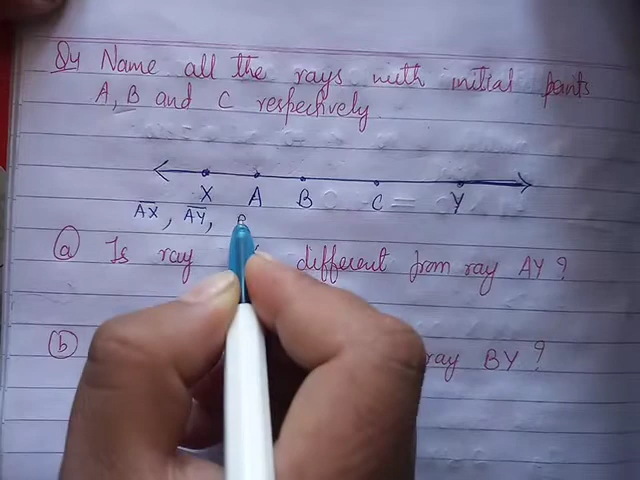 Q4 Name all the rays with initial points
A, B and C respectively.
X A B C Y
AX, AY,
(a) Is ray different from ray AY?
(b) ray BY?